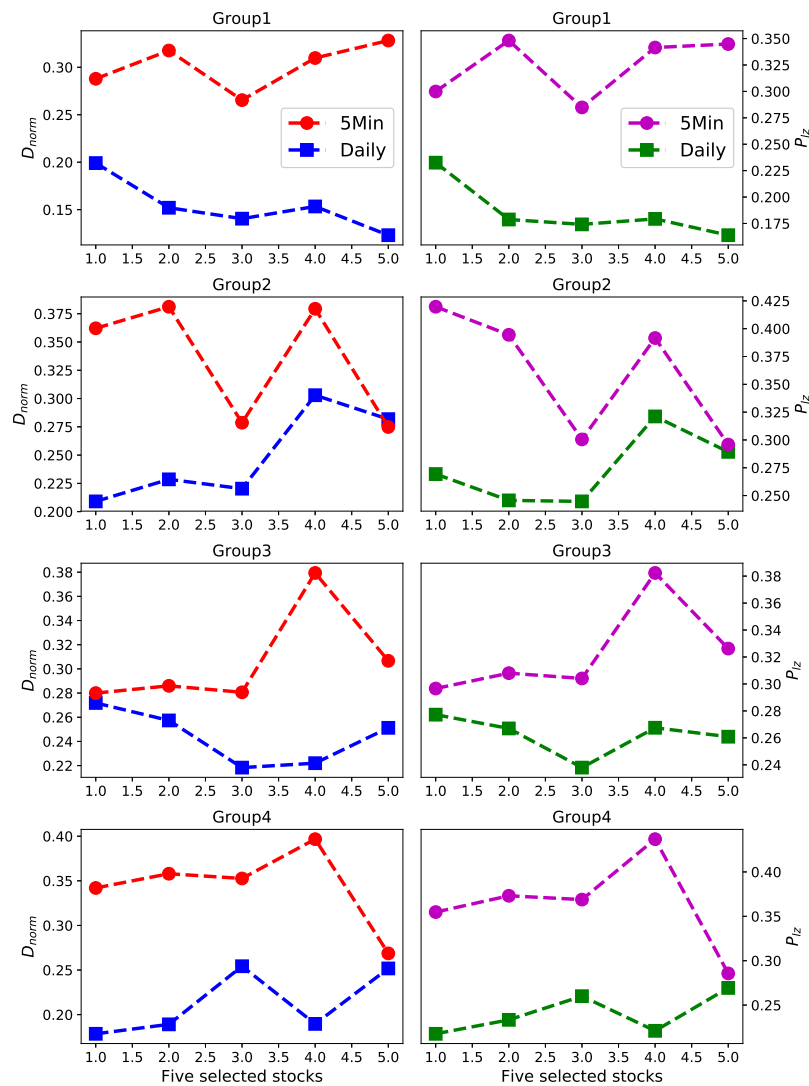 Group1 Group1
0.30
0.25
0.20
0.15
D_norm
5Min
Daily
1.0 1.5 2.0 2.5 3.0 3.5 4.0 4.5 5.0
5Min
Daily
0.350
0.325
0.300
0.275
0.250
0.225
0.200
0.175
P_lz
1.0 1.5 2.0 2.5 3.0 3.5 4.0 4.5 5.0
Group2 Group2
0.375
0.350
0.325
0.300
0.275
0.250
0.225
0.200
D_norm
1.0 1.5 2.0 2.5 3.0 3.5 4.0 4.5 5.0
0.425
0.400
0.375
0.350
0.325
0.300
0.275
0.250
P_lz
1.0 1.5 2.0 2.5 3.0 3.5 4.0 4.5 5.0
Group3 Group3
0.38
0.36
0.34
0.32
0.30
0.28
0.26
0.24
0.22
D_norm
1.0 1.5 2.0 2.5 3.0 3.5 4.0 4.5 5.0
0.38
0.36
0.34
0.32
0.30
0.28
0.26
0.24
P_lz
1.0 1.5 2.0 2.5 3.0 3.5 4.0 4.5 5.0
Group4 Group4
0.40
0.35
0.30
0.25
0.20
D_norm
1.0 1.5 2.0 2.5 3.0 3.5 4.0 4.5 5.0
Five selected stocks
0.40
0.35
0.30
0.25
P_lz
1.0 1.5 2.0 2.5 3.0 3.5 4.0 4.5 5.0
Five selected stocks